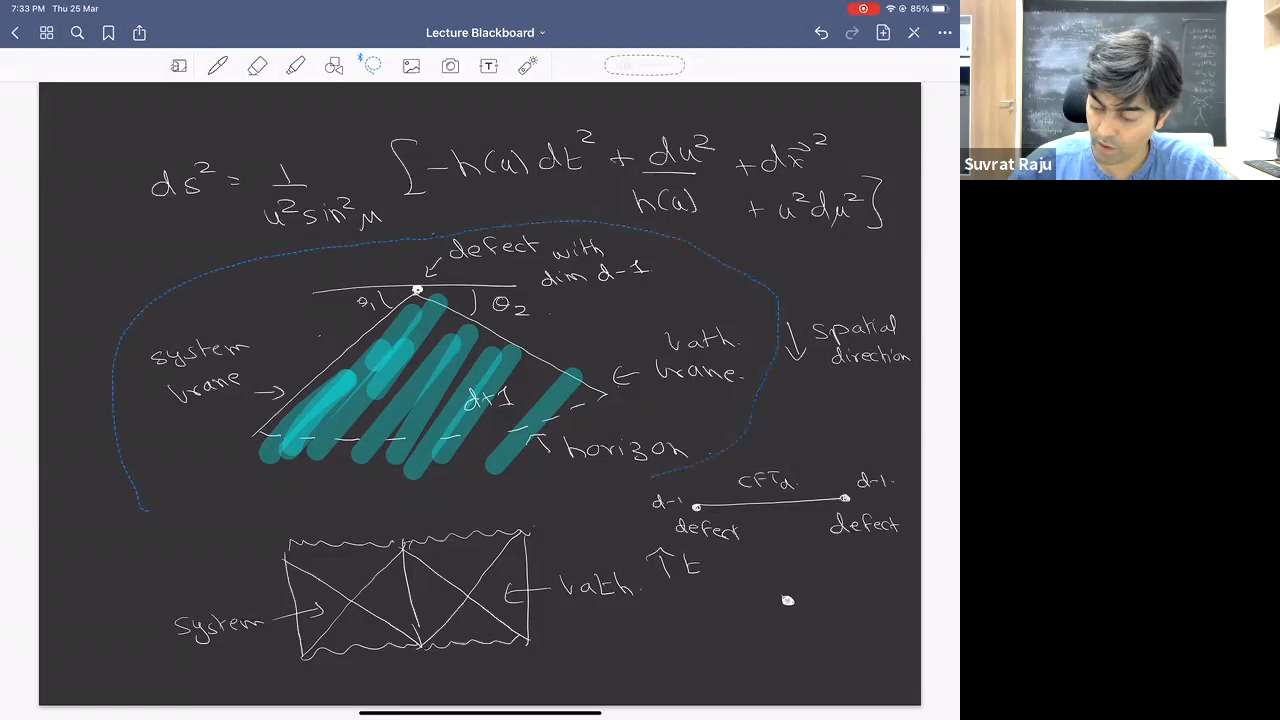 7:33 PM Thu 25 Mar
85%
Lecture Blackboard
T
Suvrat Raju
ds² = 1/(u² sin² μ) [ -h(u) dt² + du²/h(u) + dx⃗² + u² dμ² ]
defect with
dim d-1
θ₁
θ₂
system
brane
bath
brane
spatial
direction
d+1
horizon
CFT_d
d-1
d-1
defect
defect
t
system
bath